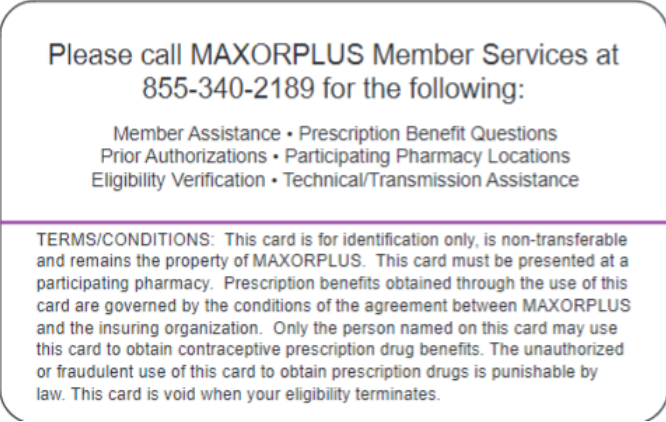 Please call MAXORPLUS Member Services at
855-340-2189 for the following:
Member Assistance • Prescription Benefit Questions
Prior Authorizations • Participating Pharmacy Locations
Eligibility Verification • Technical/Transmission Assistance
TERMS/CONDITIONS:  This card is for identification only, is non-transferable
and remains the property of MAXORPLUS.  This card must be presented at a
participating pharmacy.  Prescription benefits obtained through the use of this
card are governed by the conditions of the agreement between MAXORPLUS
and the insuring organization.  Only the person named on this card may use
this card to obtain contraceptive prescription drug benefits. The unauthorized
or fraudulent use of this card to obtain prescription drugs is punishable by
law. This card is void when your eligibility terminates.